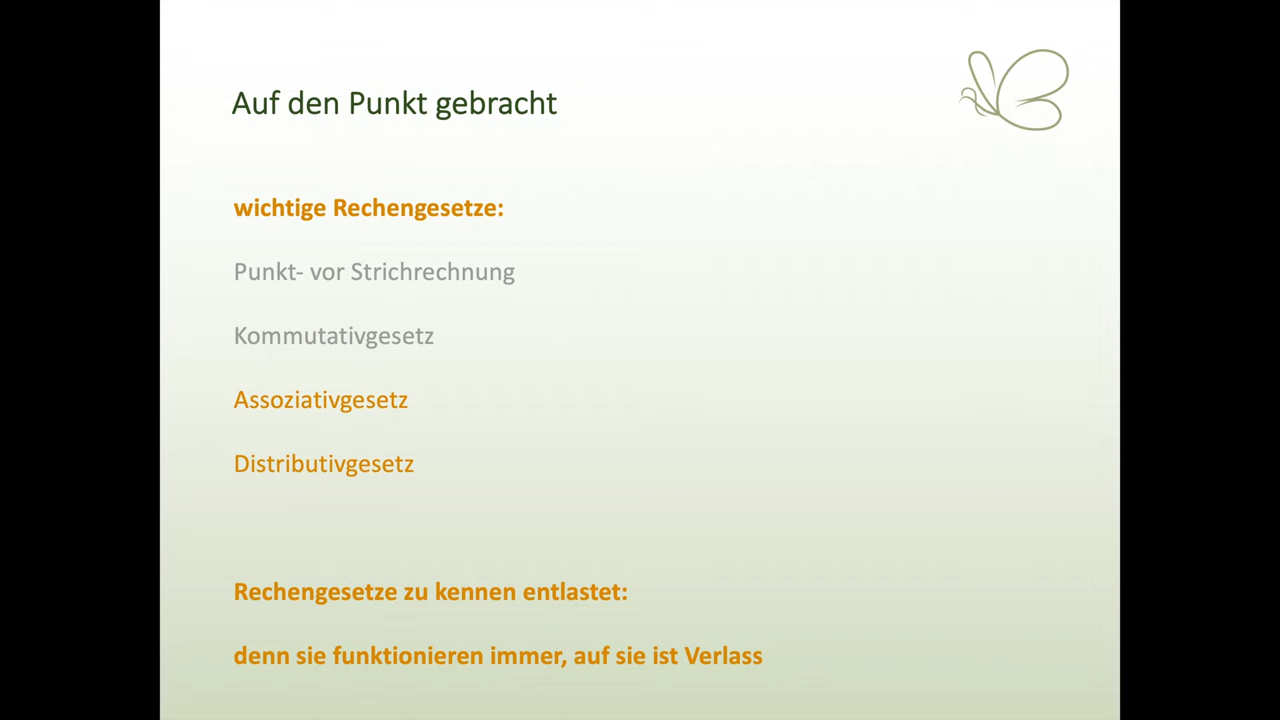 Auf den Punkt gebracht
wichtige Rechengesetze:
Punkt- vor Strichrechnung
Kommutativgesetz
Assoziativgesetz
Distributivgesetz
Rechengesetze zu kennen entlastet:
denn sie funktionieren immer, auf sie ist Verlass